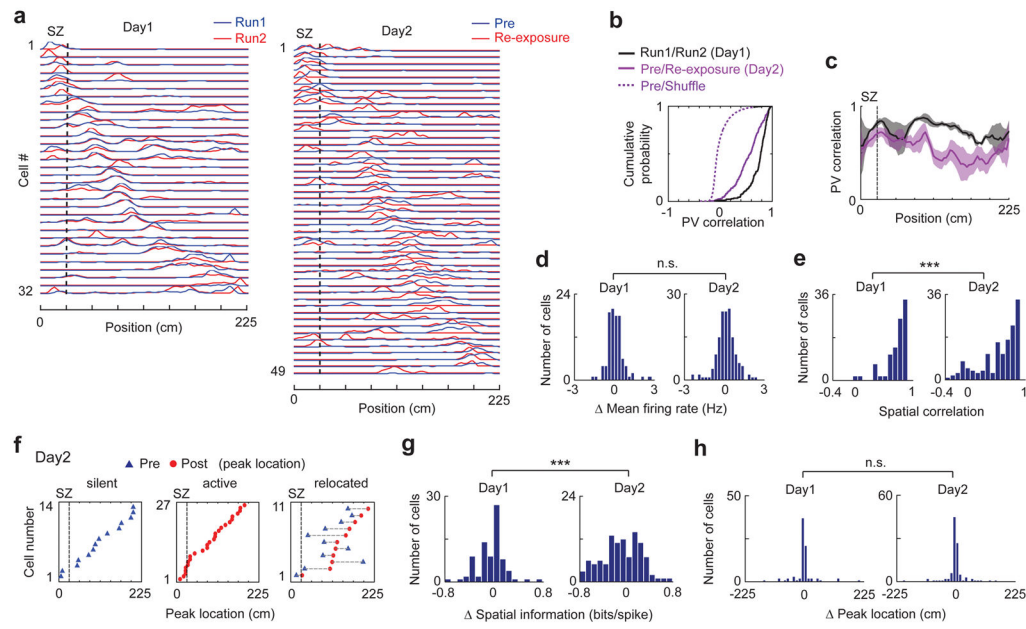 a
SZ Day1
Run1
Run2
1
Cell #
32
0 225
Position (cm)
SZ Day2
Pre
Re-exposure
1
49
0 225
Position (cm)
b
Run1/Run2 (Day1)
Pre/Re-exposure (Day2)
Pre/Shuffle
Cumulative
probability
1
0
-1 0 1
PV correlation
c
SZ
PV correlation
1
0
0 225
Position (cm)
d
n.s.
Day1 Day2
Number of cells
24 24
0 0
-3 0 3 -3 0 3
Δ Mean firing rate (Hz)
e
***
Day1 Day2
Number of cells
36 36
0 0
-0.4 1 -0.4 1
Spatial correlation
f
Day2
Pre Post (peak location)
silent active relocated
SZ SZ SZ
Cell number
14 27 11
1 1 1
0 225 0 225 0 225
Peak location (cm)
g
***
Day1 Day2
Number of cells
30 24
0 0
-0.8 0 0.8 -0.8 0 0.8
Δ Spatial information (bits/spike)
h
n.s.
Day1 Day2
Number of cells
50 60
0 0
-225 0 225 0 225
Δ Peak location (cm)